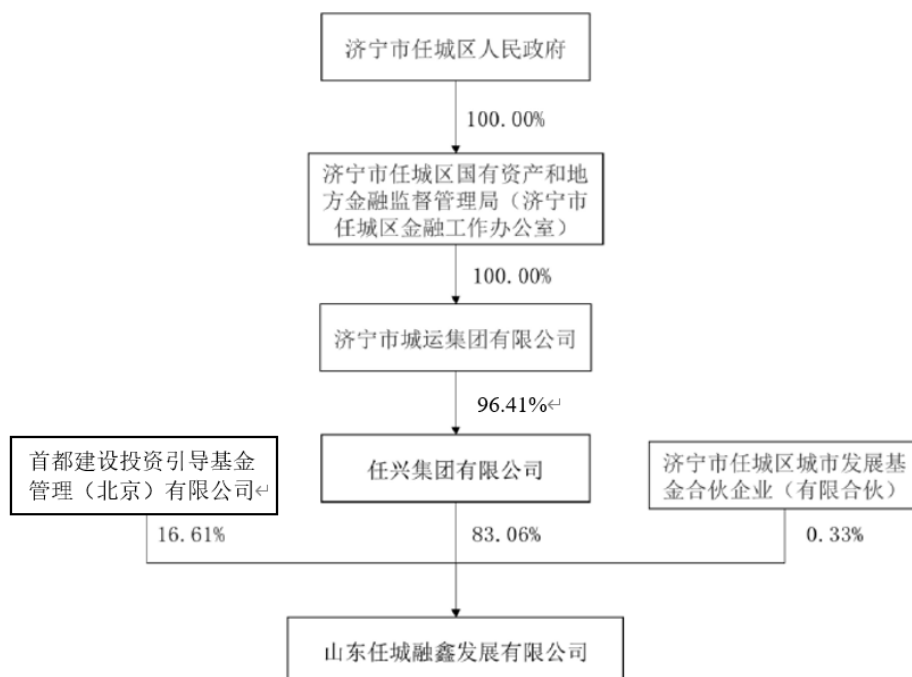 济宁市任城区人民政府
100.00%
济宁市任城区国有资产和地
方金融监督管理局（济宁市
任城区金融工作办公室）
100.00%
济宁市城运集团有限公司
96.41%↵
首都建设投资引导基金
管理（北京）有限公司↵
任兴集团有限公司
济宁市任城区城市发展基
金合伙企业（有限合伙）
16.61%
83.06%
0.33%
山东任城融鑫发展有限公司